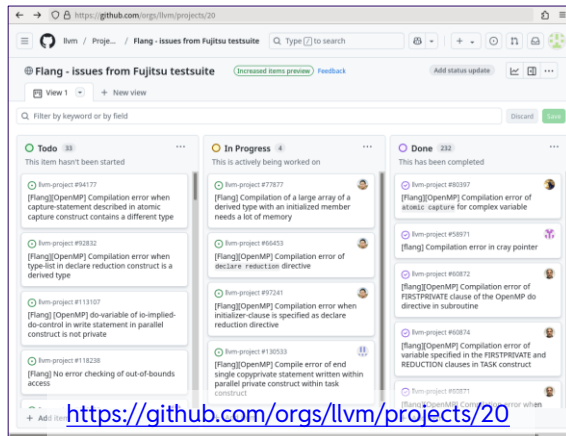 https://github.com/orgs/llvm/projects/20
llvm / Proje... / Flang - issues from Fujitsu testsuite
Type / to search
Flang - issues from Fujitsu testsuite
Increased items preview
Feedback
Add status update
View 1
+ New view
Filter by keyword or by field
Discard
Save
Todo 33
This item hasn't been started
llvm-project #94177
[Flang][OpenMP] Compilation error when
capture-statement described in atomic
capture construct contains a different type
llvm-project #92832
[Flang][OpenMP] Compilation error when
type-list in declare reduction construct is a
derived type
llvm-project #113107
[Flang] [OpenMP] do-variable of io-implied-
do-control in write statement in parallel
construct is not private
llvm-project #118238
[Flang] No error checking of out-of-bounds
access
+ Add item
In Progress 4
This is actively being worked on
llvm-project #77877
[Flang] Compilation of a large array of a
derived type with an initialized member
needs a lot of memory
llvm-project #66453
[Flang][OpenMP] Compilation error of
declare reduction directive
llvm-project #97241
[Flang][OpenMP] Compilation error when
initializer-clause is specified as declare
reduction directive
llvm-project #130533
[Flang][OpenMP] Compile error of end
single copyprivate statement written within
parallel private construct within task
construct
Done 232
This has been completed
llvm-project #80397
[Flang][OpenMP] Compilation error of
atomic capture for complex variable
llvm-project #58971
[flang] Compilation error in cray pointer
llvm-project #60872
[Flang][OpenMP] Compilation error of
FIRSTPRIVATE clause of the OpenMP do
directive in subroutine
llvm-project #60874
[Flang][OpenMP] Compilation error of
variable specified in the FIRSTPRIVATE and
REDUCTION clauses in TASK construct
llvm-project #60871
Compilation error when
https://github.com/orgs/llvm/projects/20